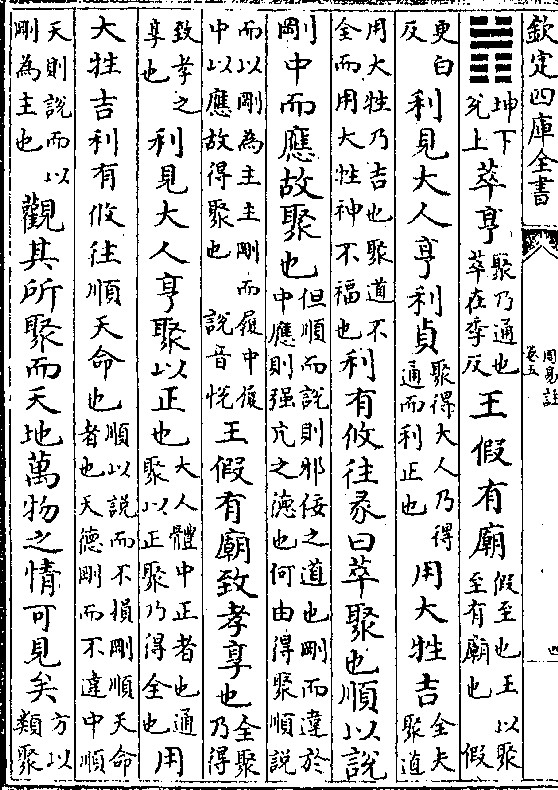 欽定四庫全書
周易註
卷五
四
䷬坤下兌上萃亨聚乃通也萃在季反王假有廟假至也王以聚至有廟也假
更白反利見大人亨利貞聚得大人乃得通而利正也用大牲吉全夫聚道
用大牲乃吉也聚道不全而用大牲神不福也利有攸往彖曰萃聚也順以說
剛中而應故聚也但順而說則邪佞之道也剛而違於中應則强亢之德也何由得聚順說
而以剛為主主剛而履中履中以應故得聚也說音悅王假有廟致孝享也全聚乃得
致孝之享也利見大人亨聚以正也大人體中正者也通聚以正聚乃得全也用
大牲吉利有攸往順天命也順以說而不損剛順天命者也天德剛而不違中順
天則說而以剛為主也觀其所聚而天地萬物之情可見矣方以類聚